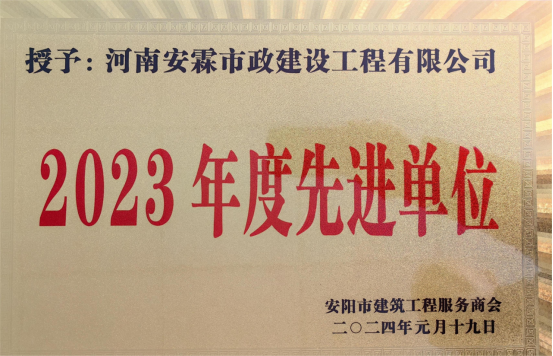 授予：河南安霖市政建设工程有限公司
2023年度先进单位
安阳市建筑工程服务商会
二〇二四年元月十九日